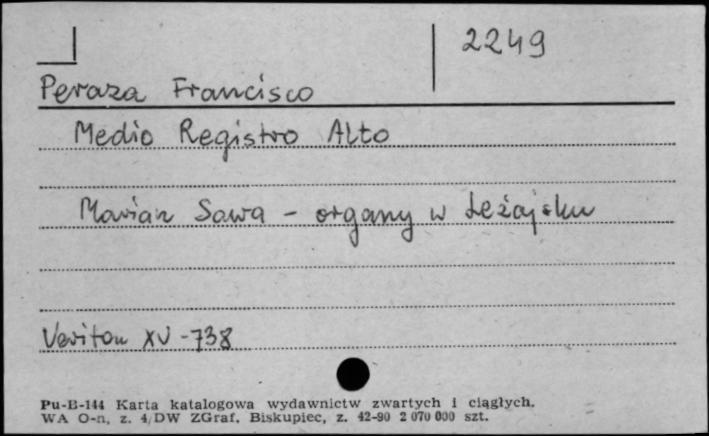 2249
Peraza Francisco
Medio Registro Alto
Marian Sawa - organy w Leżajsku
Veriton XV-738
Pu-B-144 Karta katalogowa wydawnictw zwartych i ciągłych.
WA O-n, z. 4/DW ZGraf. Biskupiec, z. 42-90 2 070 000 szt.